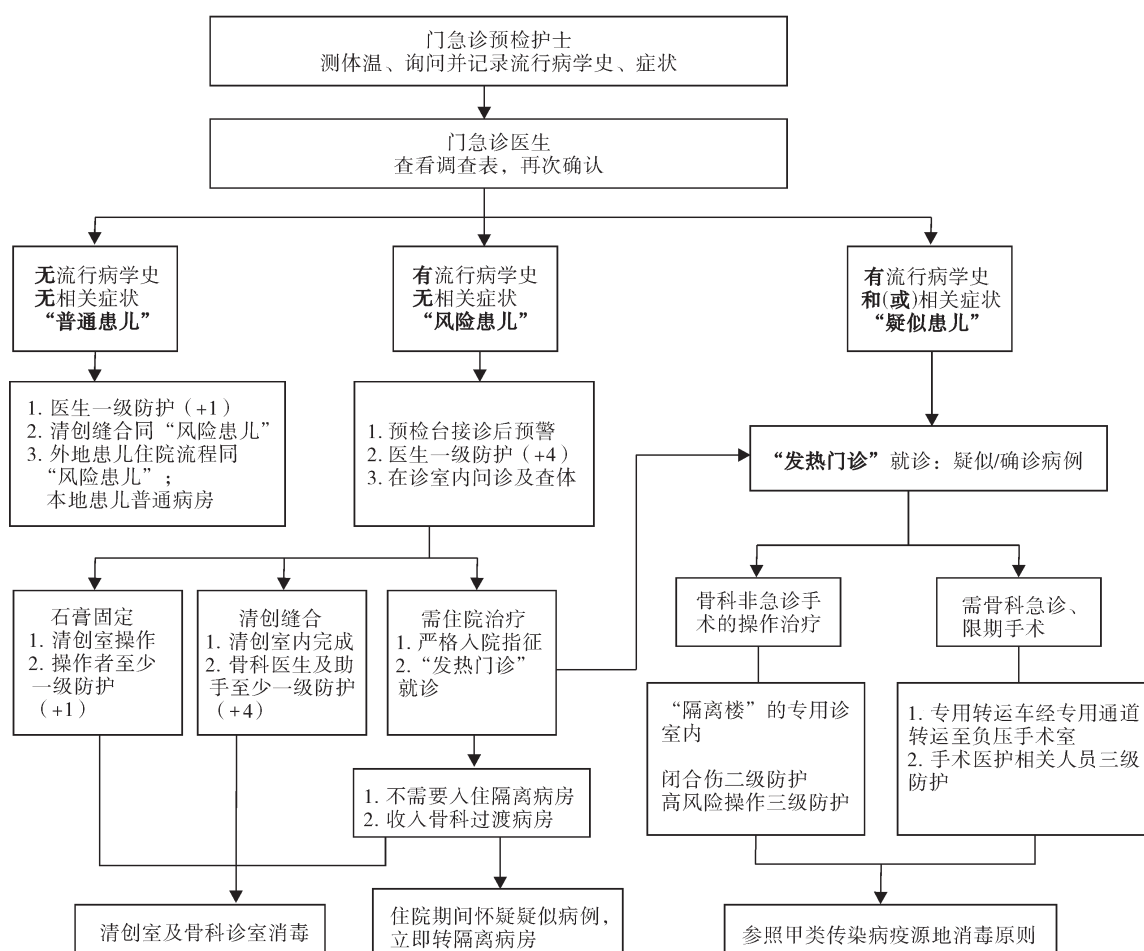 门急诊预检护士
测体温、询问并记录流行病学史、症状
门急诊医生
查看调查表，再次确认
无流行病学史
无相关症状
“普通患儿”
有流行病学史
无相关症状
“风险患儿”
有流行病学史
和(或)相关症状
“疑似患儿”
1. 医生一级防护（+1）
2. 清创缝合同“风险患儿”
3. 外地患儿住院流程同
“风险患儿”；
本地患儿普通病房
1. 预检台接诊后预警
2. 医生一级防护（+4）
3. 在诊室内问诊及查体
“发热门诊”就诊：疑似/确诊病例
石膏固定
1. 清创室操作
2. 操作者至少
一级防护
（+1）
清创缝合
1. 清创室内完成
2. 骨科医生及助
手至少一级防护
（+4）
需住院治疗
1. 严格入院指征
2.“发热门诊”
就诊
骨科非急诊手
术的操作治疗
需骨科急诊、
限期手术
“隔离楼”的专用诊
室内
闭合伤二级防护
高风险操作三级防护
1. 专用转运车经专用通道
转运至负压手术室
2. 手术医护相关人员三级
防护
1. 不需要入住隔离病房
2. 收入骨科过渡病房
清创室及骨科诊室消毒
住院期间怀疑疑似病例，
立即转隔离病房
参照甲类传染病疫源地消毒原则